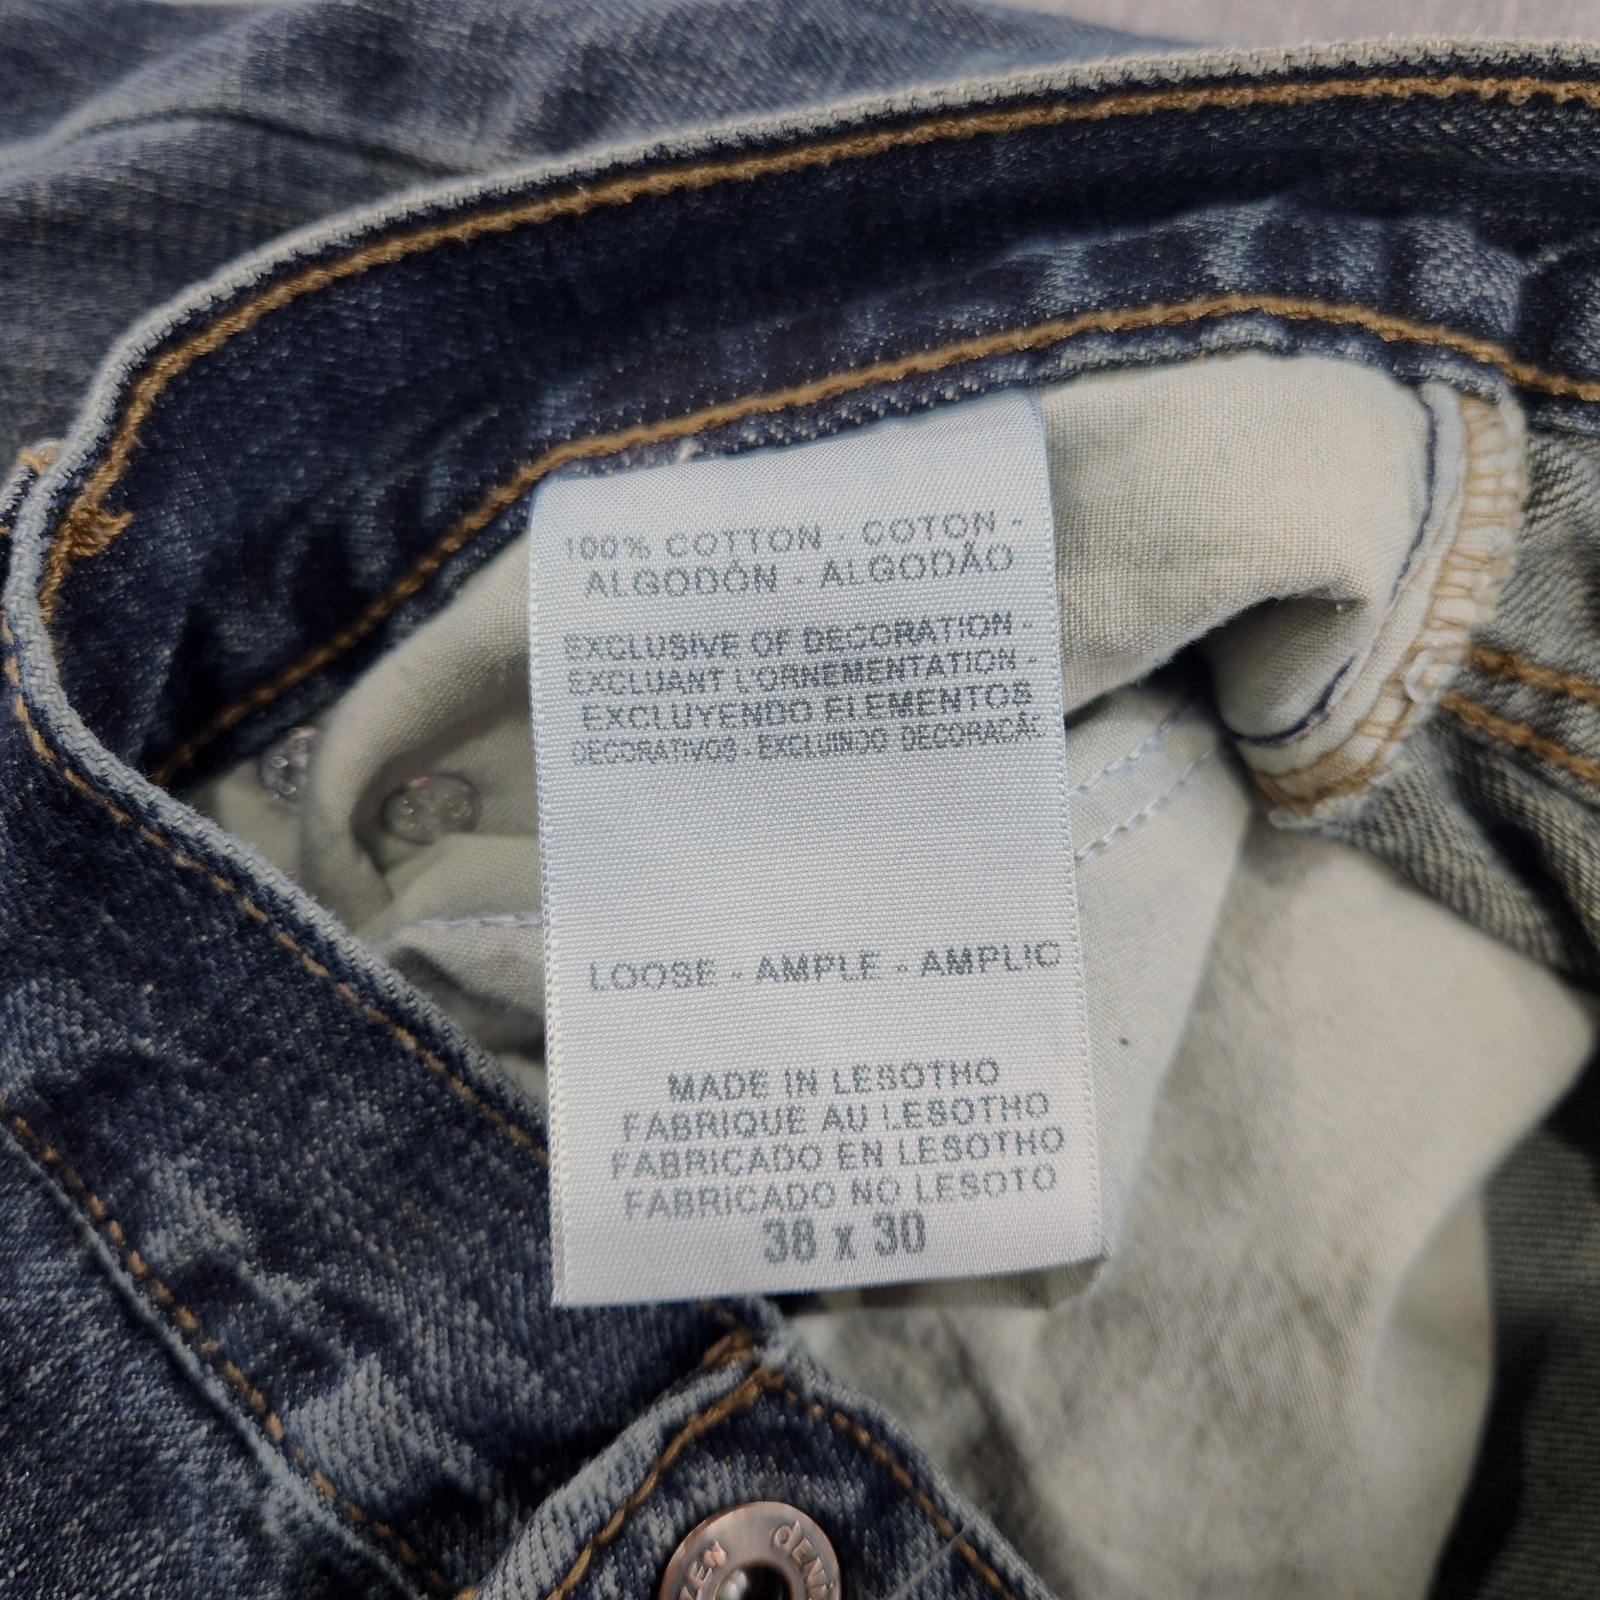 100% COTTON - COTON -
ALGODÓN - ALGODÃO
EXCLUSIVE OF DECORATION -
EXCLUANT L'ORNEMENTATION -
EXCLUYENDO ELEMENTOS
DECORATIVOS - EXCLUINDO DECORAÇÃO
LOOSE - AMPLE - AMPLIO
MADE IN LESOTHO
FABRIQUE AU LESOTHO
FABRICADO EN LESOTHO
FABRICADO NO LESOTO
38 x 30